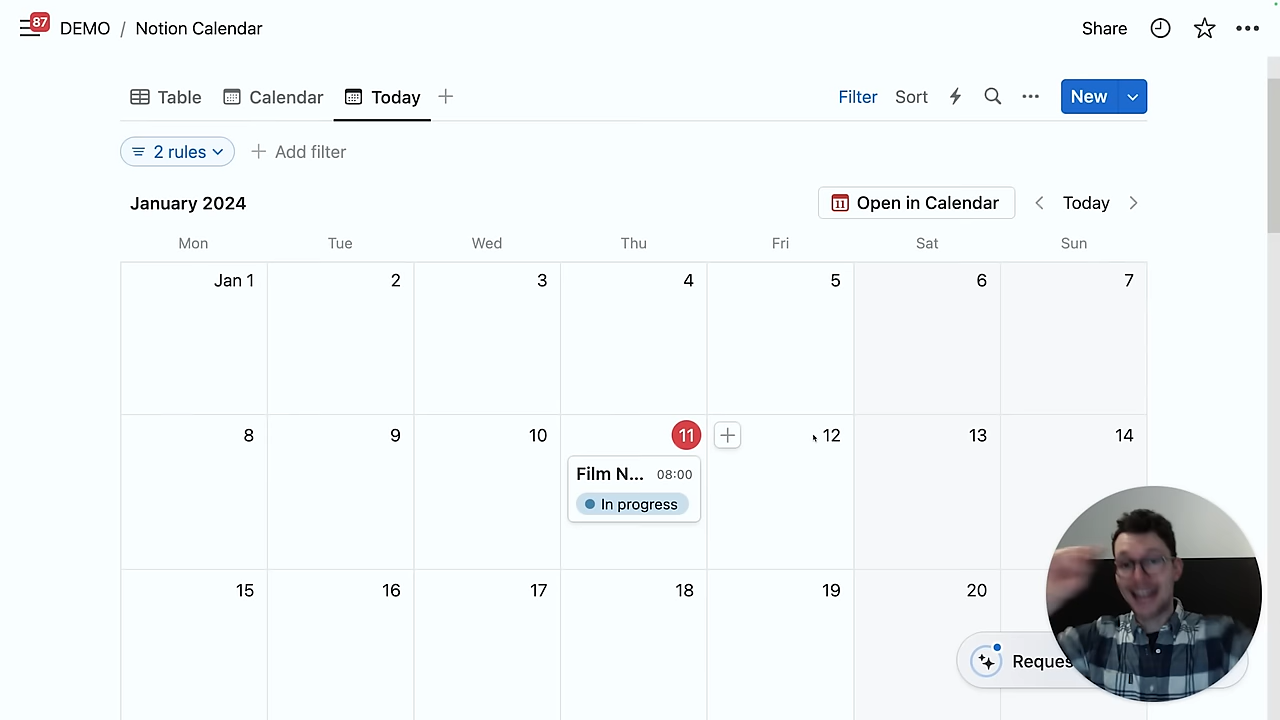 87 DEMO / Notion Calendar Share
Table Calendar Today Filter Sort New
2 rules Add filter
January 2024 11 Open in Calendar Today
Mon Tue Wed Thu Fri Sat Sun
Jan 1 2 3 4 5 6 7
8 9 10 11 12 13 14
Film N... 08:00
In progress
15 16 17 18 19 20
Reques